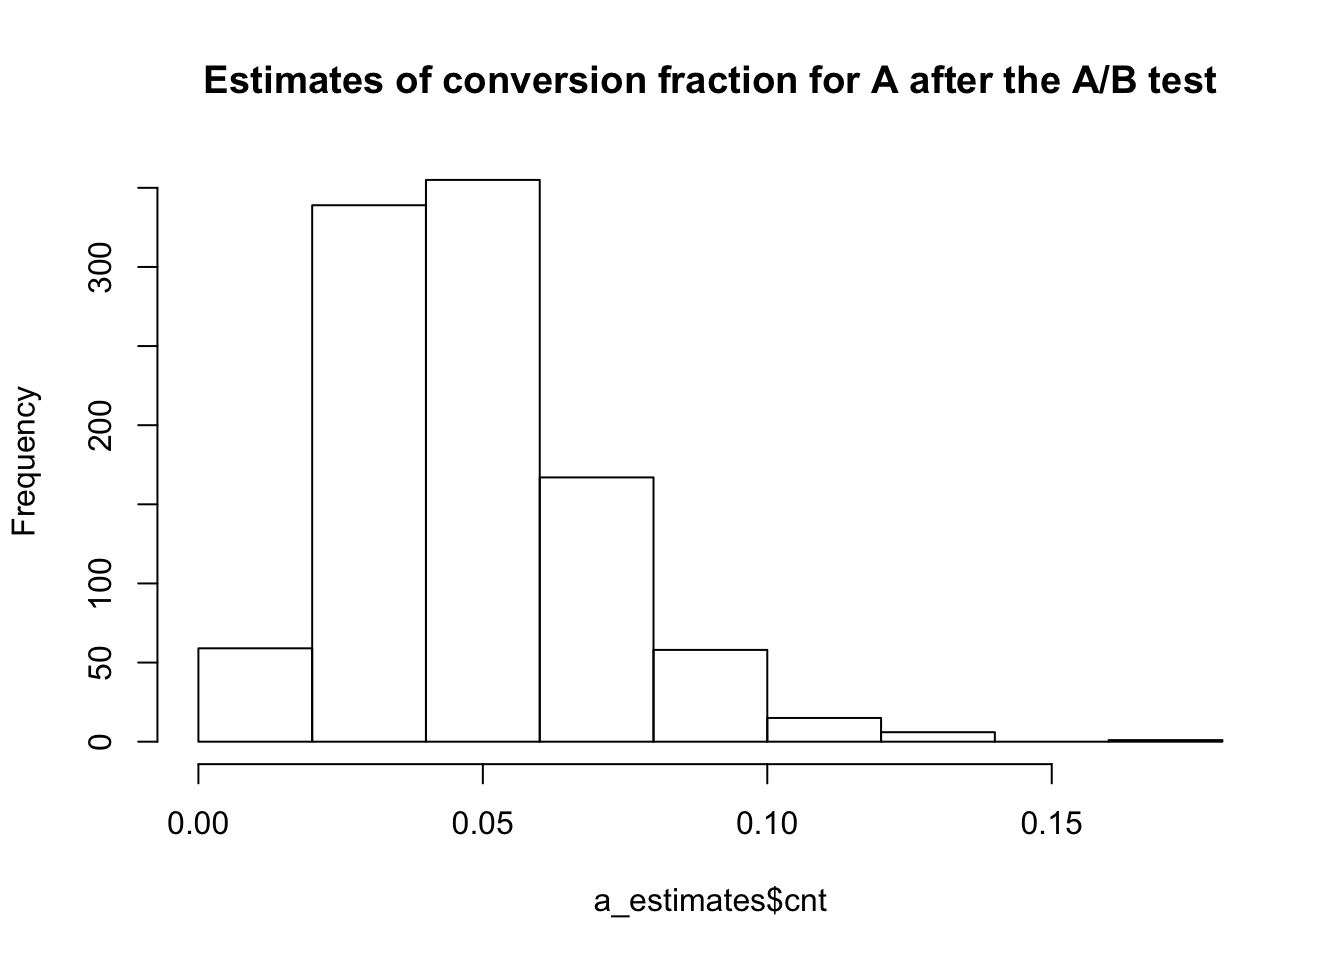 Estimates of conversion fraction for A after the A/B test
Frequency
300
200
100
50
0
0.00 0.05 0.10 0.15
a_estimates$cnt